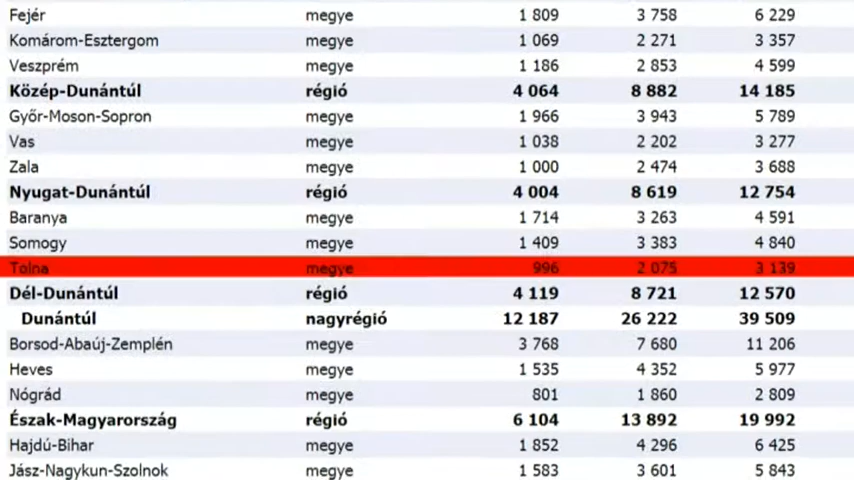 Fejér megye 1 809 3 758 6 229
Komárom-Esztergom megye 1 069 2 271 3 357
Veszprém megye 1 186 2 853 4 599
Közép-Dunántúl régió 4 064 8 882 14 185
Győr-Moson-Sopron megye 1 966 3 943 5 789
Vas megye 1 038 2 202 3 277
Zala megye 1 000 2 474 3 688
Nyugat-Dunántúl régió 4 004 8 619 12 754
Baranya megye 1 714 3 263 4 591
Somogy megye 1 409 3 383 4 840
Tolna megye 996 2 075 3 139
Dél-Dunántúl régió 4 119 8 721 12 570
Dunántúl nagyrégió 12 187 26 222 39 509
Borsod-Abaúj-Zemplén megye 3 768 7 680 11 206
Heves megye 1 535 4 352 5 977
Nógrád megye 801 1 860 2 809
Észak-Magyarország régió 6 104 13 892 19 992
Hajdú-Bihar megye 1 852 4 296 6 425
Jász-Nagykun-Szolnok megye 1 583 3 601 5 843